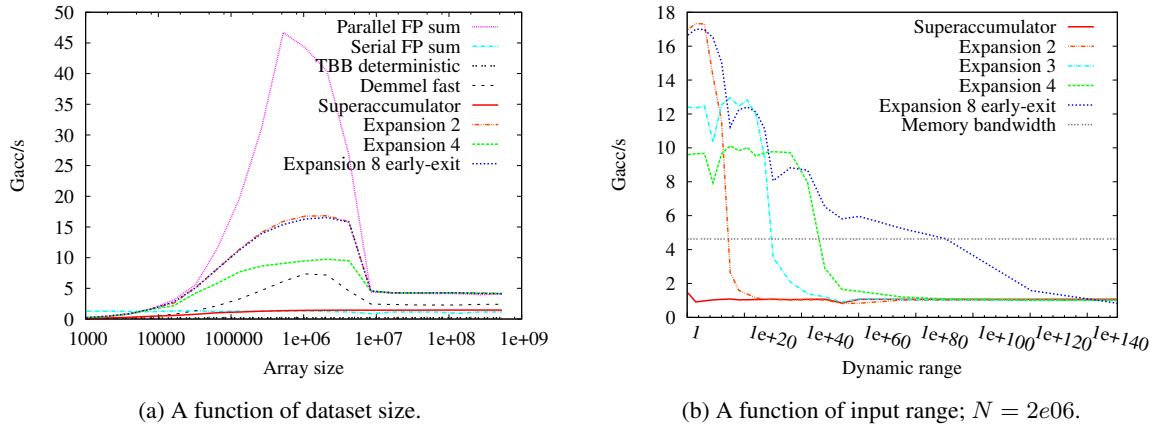 50
45
40
35
30
25
20
15
10
5
0
Gacc/s
Parallel FP sum
Serial FP sum
TBB deterministic
Demmel fast
Superaccumulator
Expansion 2
Expansion 4
Expansion 8 early-exit
1000 10000 100000 1e+06 1e+07 1e+08 1e+09
Array size
(a) A function of dataset size.
18
16
14
12
10
8
6
4
2
0
Gacc/s
Superaccumulator
Expansion 2
Expansion 3
Expansion 4
Expansion 8 early-exit
Memory bandwidth
1 1e+20 1e+40 1e+60 1e+80 1e+100 1e+120 1e+140
Dynamic range
(b) A function of input range; N = 2e06.